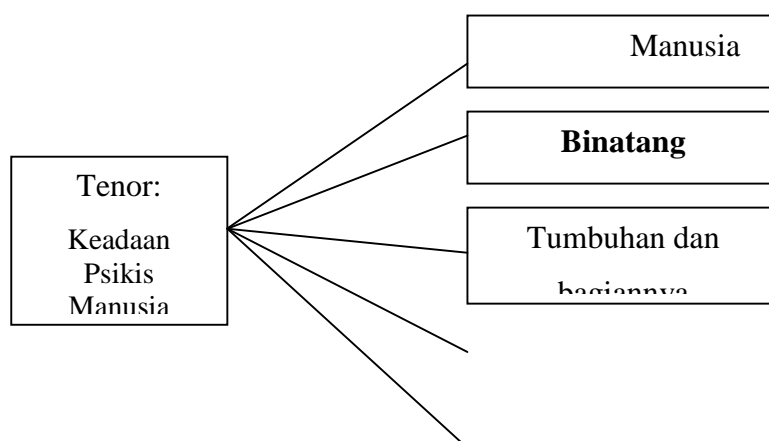 Manusia
Binatang
Tenor:
Keadaan
Psikis
Manusia
Tumbuhan dan
bagiannya